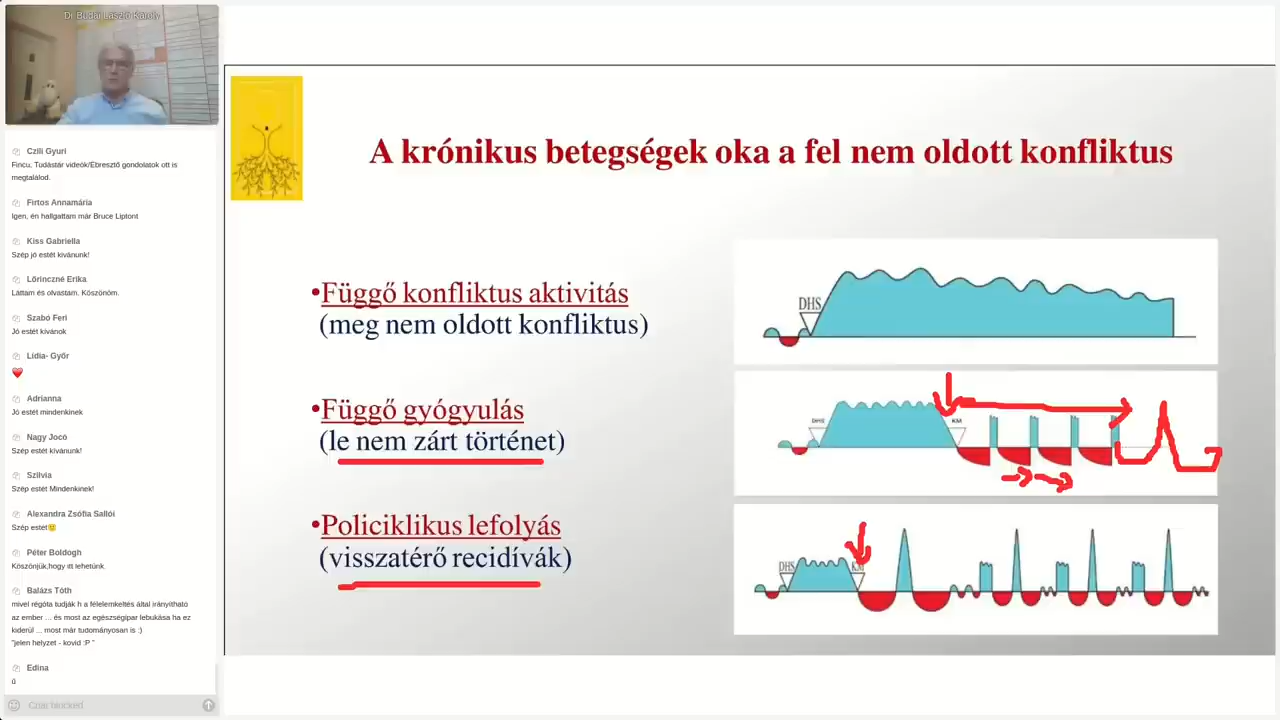 Dr. Budai László Károly
Czili Gyuri
Fincu, Tudástár videók/Ébresztő gondolatok ott is
megtalálod.
Firtos Annamária
Igen, én hallgattam már Bruce Liptont
Kiss Gabriella
Szép jó estét kívánunk!
Lőrinczné Erika
Láttam és olvastam. Köszönöm.
Szabó Feri
Jó estét kívánok
Lídia- Győr
❤️
Adrianna
Jó estét mindenkinek
Nagy Jocó
Szép estét kívánunk!
Szilvia
Szép estét Mindenkinek!
Alexandra Zsófia Sallói
Szép estét🙂
Péter Boldogh
Köszönjük,hogy itt lehetünk.
Balázs Tóth
mivel régóta tudják h a félelemkeltés által irányítható
az ember ... és most az egészségipar lebukása ha ez
kiderül ... most már tudományosan is :)
"jelen helyzet - kovid :P "
Edina
ű
Chat blocked
A krónikus betegségek oka a fel nem oldott konfliktus
•Függő konfliktus aktivitás
(meg nem oldott konfliktus)
DHS
•Függő gyógyulás
(le nem zárt történet)
DHS
KM
•Policiklikus lefolyás
(visszatérő recidívák)
DHS
KM